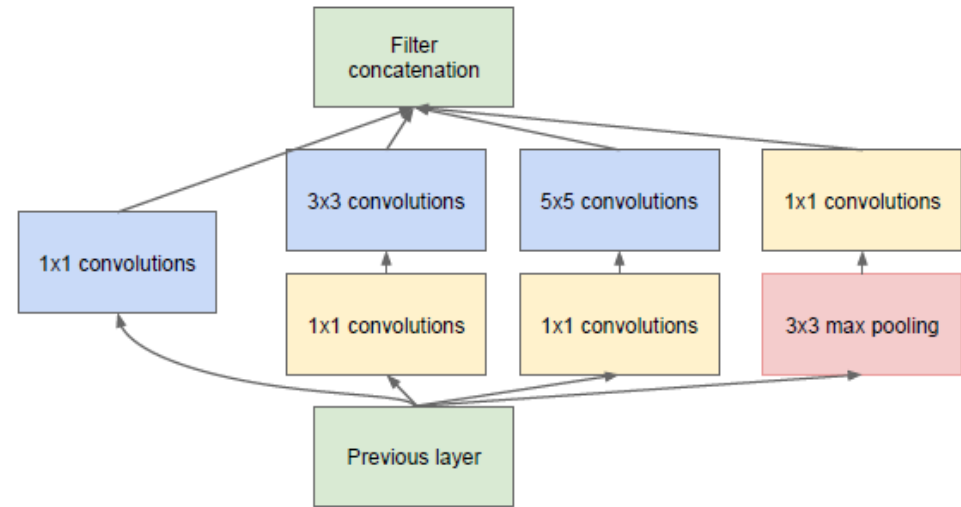 Filter
concatenation
3x3 convolutions
5x5 convolutions
1x1 convolutions
1x1 convolutions
1x1 convolutions
1x1 convolutions
3x3 max pooling
Previous layer